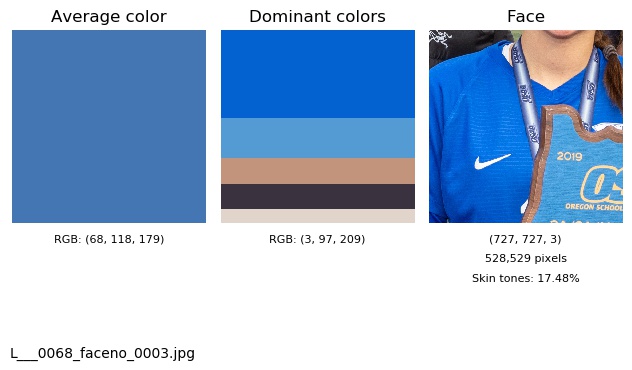 Average color
Dominant colors
Face
2019
OREGON SCHOOL
RGB: (68, 118, 179)
RGB: (3, 97, 209)
(727, 727, 3)
528,529 pixels
Skin tones: 17.48%
L___0068_faceno_0003.jpg